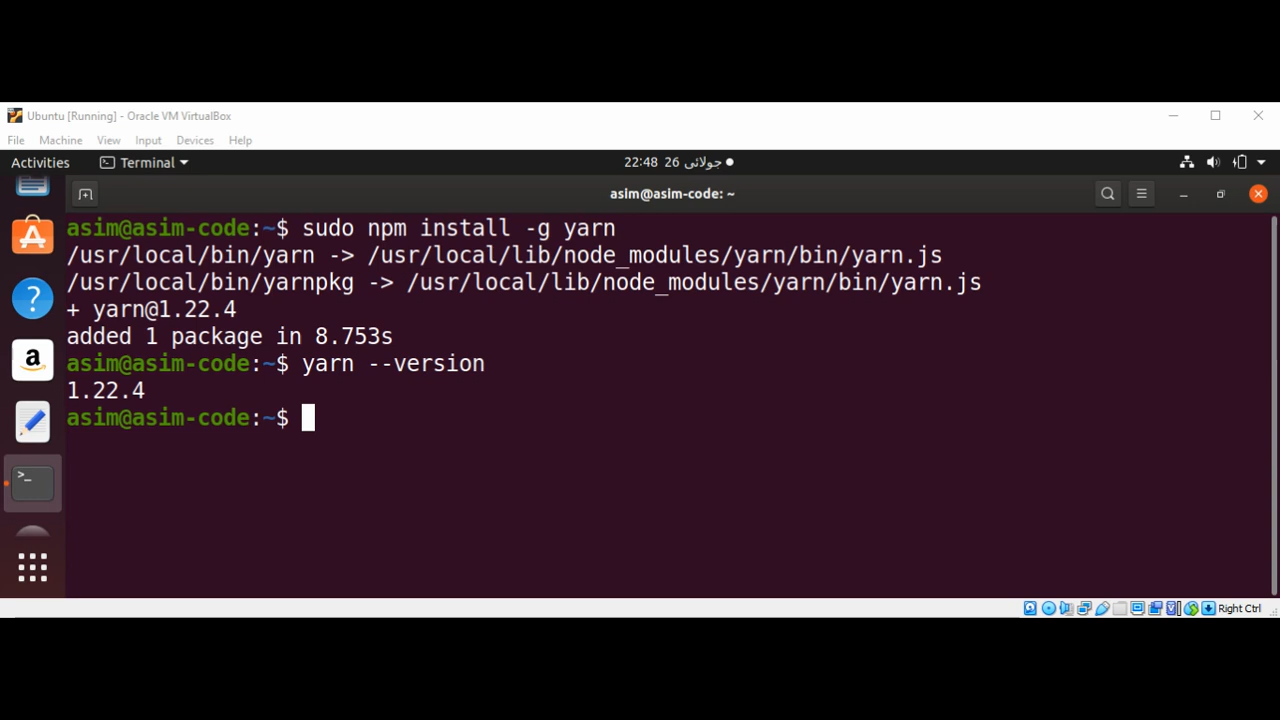 Ubuntu [Running] - Oracle VM VirtualBox
File Machine View Input Devices Help
Activities Terminal 22:48 26 جولائی
asim@asim-code: ~
asim@asim-code:~$ sudo npm install -g yarn
/usr/local/bin/yarn -> /usr/local/lib/node_modules/yarn/bin/yarn.js
/usr/local/bin/yarnpkg -> /usr/local/lib/node_modules/yarn/bin/yarn.js
+ yarn@1.22.4
added 1 package in 8.753s
asim@asim-code:~$ yarn --version
1.22.4
asim@asim-code:~$
Right Ctrl